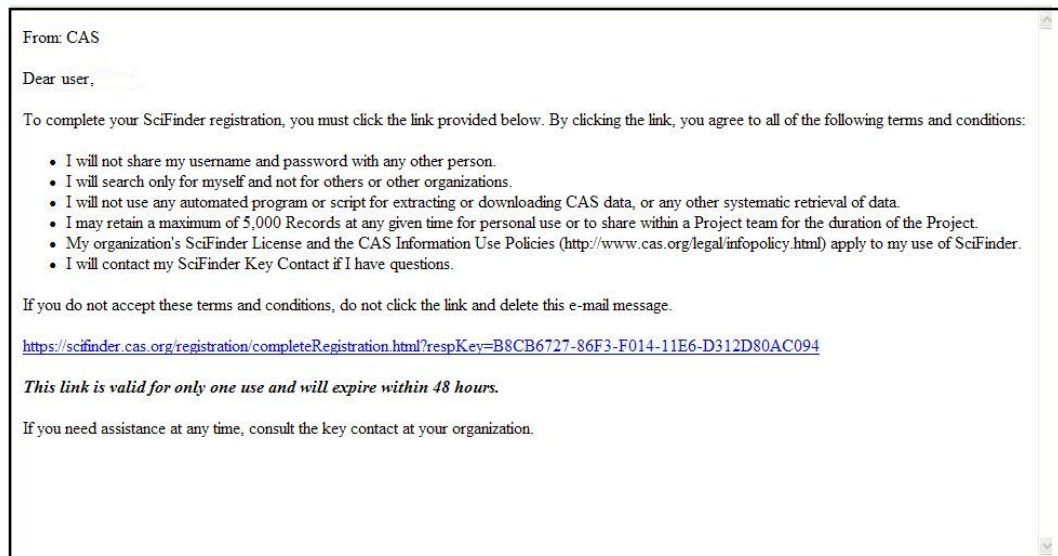 From: CAS
Dear user,
To complete your SciFinder registration, you must click the link provided below. By clicking the link, you agree to all of the following terms and conditions:
• I will not share my username and password with any other person.
• I will search only for myself and not for others or other organizations.
• I will not use any automated program or script for extracting or downloading CAS data, or any other systematic retrieval of data.
• I may retain a maximum of 5,000 Records at any given time for personal use or to share within a Project team for the duration of the Project.
• My organization's SciFinder License and the CAS Information Use Policies (http://www.cas.org/legal/infopolicy.html) apply to my use of SciFinder.
• I will contact my SciFinder Key Contact if I have questions.
If you do not accept these terms and conditions, do not click the link and delete this e-mail message.
https://scifinder.cas.org/registration/completeRegistration.html?respKey=B8CB6727-86F3-F014-11E6-D312D80AC094
This link is valid for only one use and will expire within 48 hours.
If you need assistance at any time, consult the key contact at your organization.